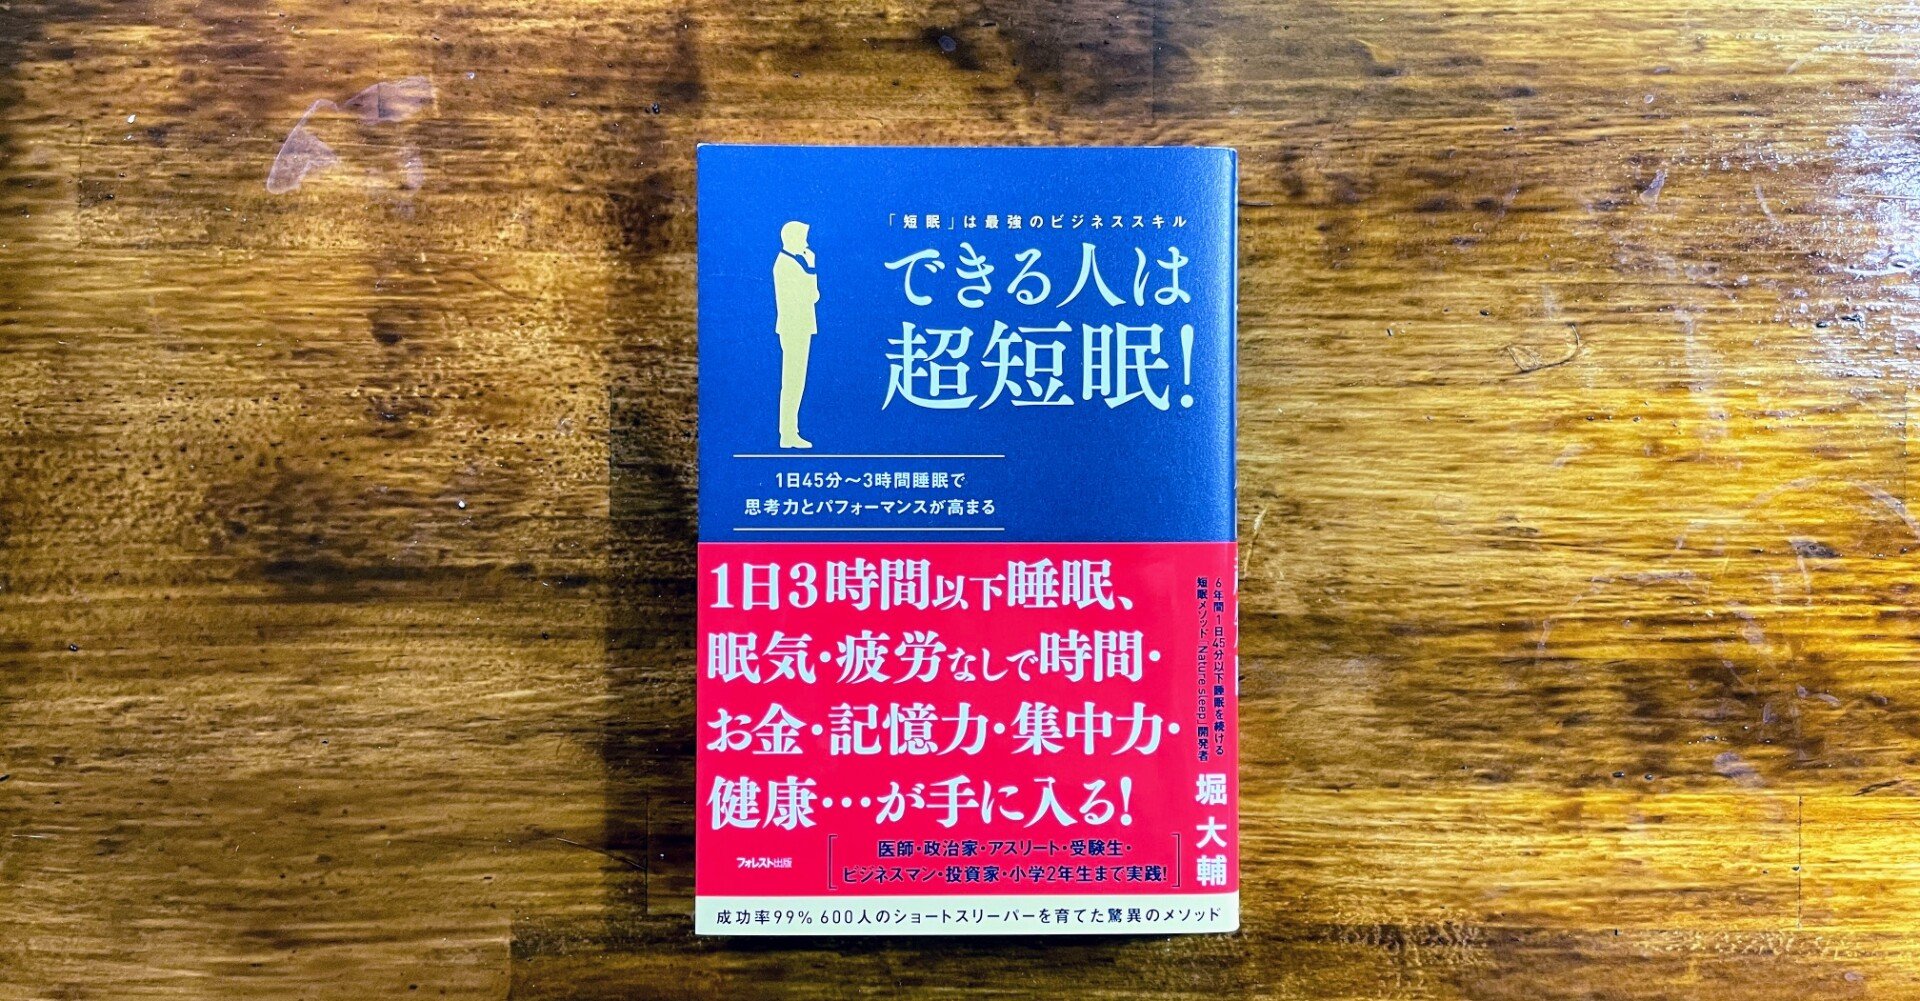 「短眠」は最強のビジネススキル
できる人は
超短眠!
1日45分〜3時間睡眠で
思考力とパフォーマンスが高まる
1日3時間以下睡眠、
眠気・疲労なしで時間・
お金・記憶力・集中力・
健康…が手に入る!
6年間1日45分以下睡眠を続ける
短眠メソッド「Nature sleep」開発者
堀 大輔
医師・政治家・アスリート・受験生・
ビジネスマン・投資家・小学2年生まで実践!
フォレスト出版
成功率99% 600人のショートスリーパーを育てた驚異のメソッド